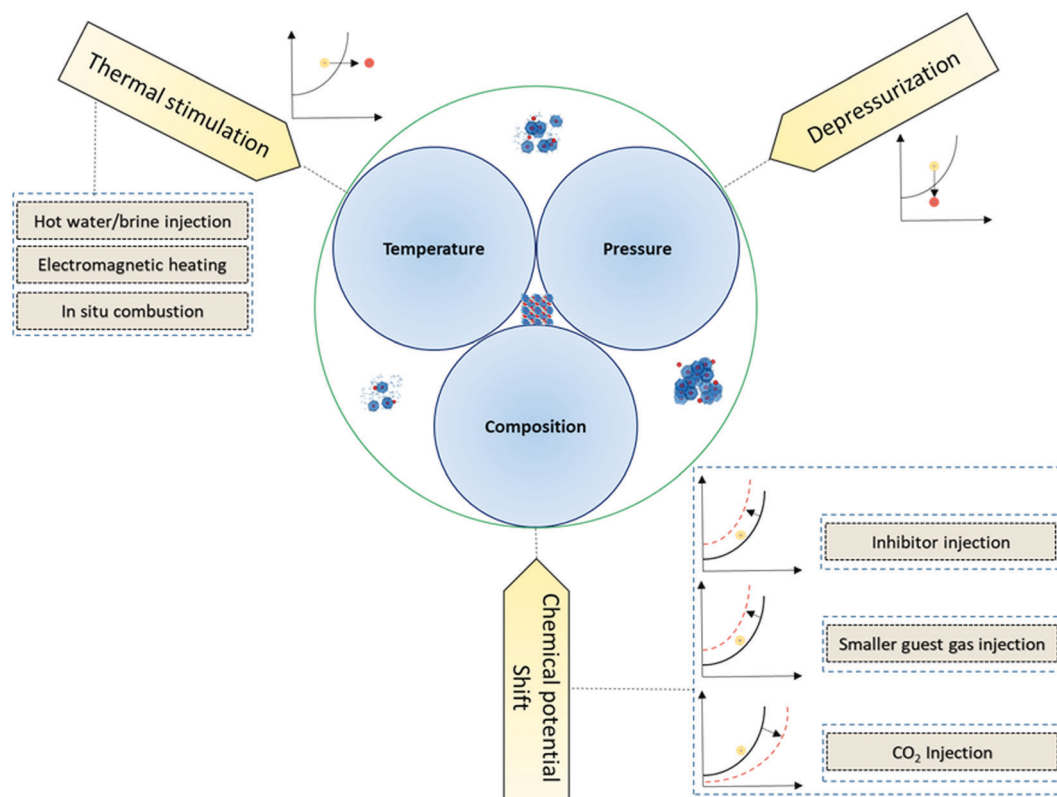 Thermal stimulation
Depressurization
Hot water/brine injection
Electromagnetic heating
In situ combustion
Temperature
Pressure
Composition
Chemical potential
Shift
Inhibitor injection
Smaller guest gas injection
CO₂ Injection